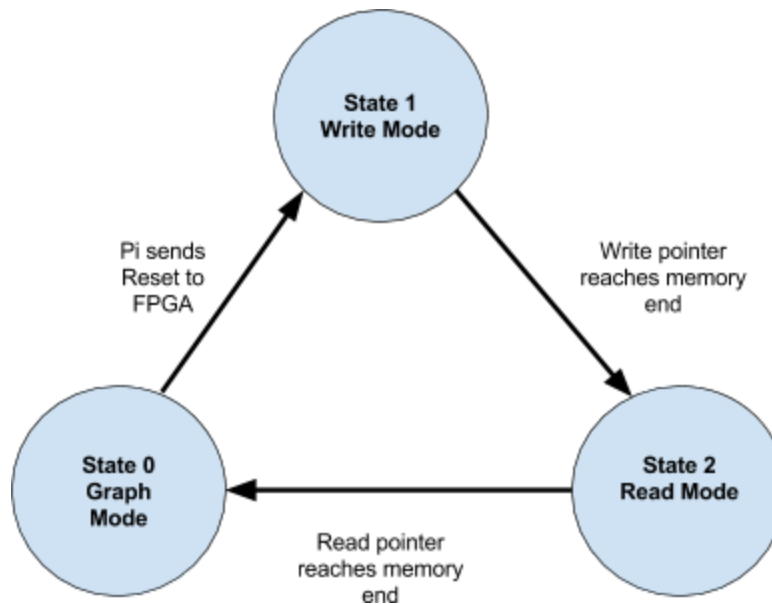 State 1
Write Mode
Pi sends
Reset to
FPGA
Write pointer
reaches memory
end
State 0
Graph
Mode
State 2
Read Mode
Read pointer
reaches memory
end